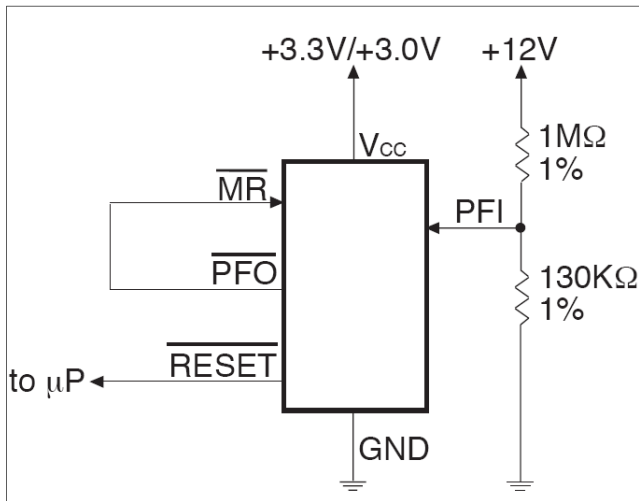 +3.3V/+3.0V
+12V
VCC
1MΩ
1%
MR
PFI
PFO
130KΩ
1%
RESET
to μP
GND